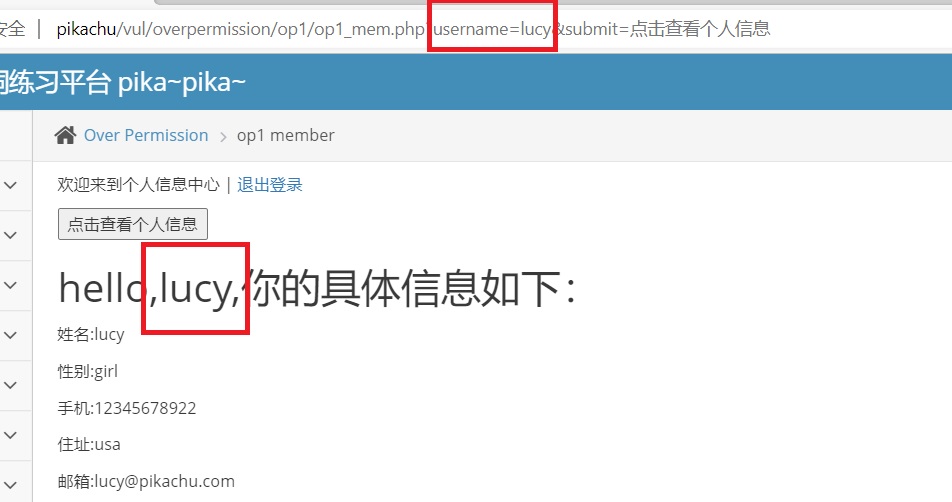 安全 | pikachu/vul/overpermission/op1/op1_mem.php?username=lucy&submit=点击查看个人信息
洞练习平台 pika~pika~
Over Permission > op1 member
欢迎来到个人信息中心 | 退出登录
点击查看个人信息
hello,lucy,你的具体信息如下：
姓名:lucy
性别:girl
手机:12345678922
住址:usa
邮箱:lucy@pikachu.com